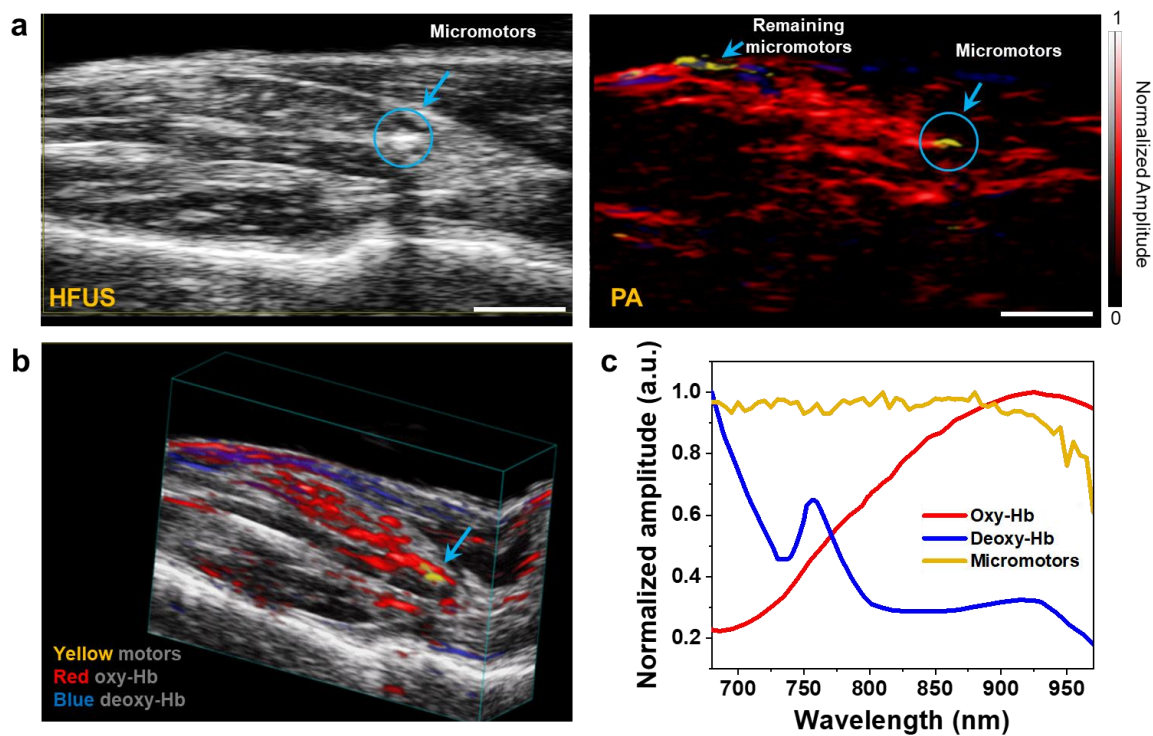 a
Micromotors
HFUS
Remaining
micromotors
Micromotors
PA
1
Normalized Amplitude
0
b
Yellow motors
Red oxy-Hb
Blue deoxy-Hb
c
Normalized amplitude (a.u.)
1.0
0.8
0.6
0.4
0.2
Oxy-Hb
Deoxy-Hb
Micromotors
700 750 800 850 900 950
Wavelength (nm)